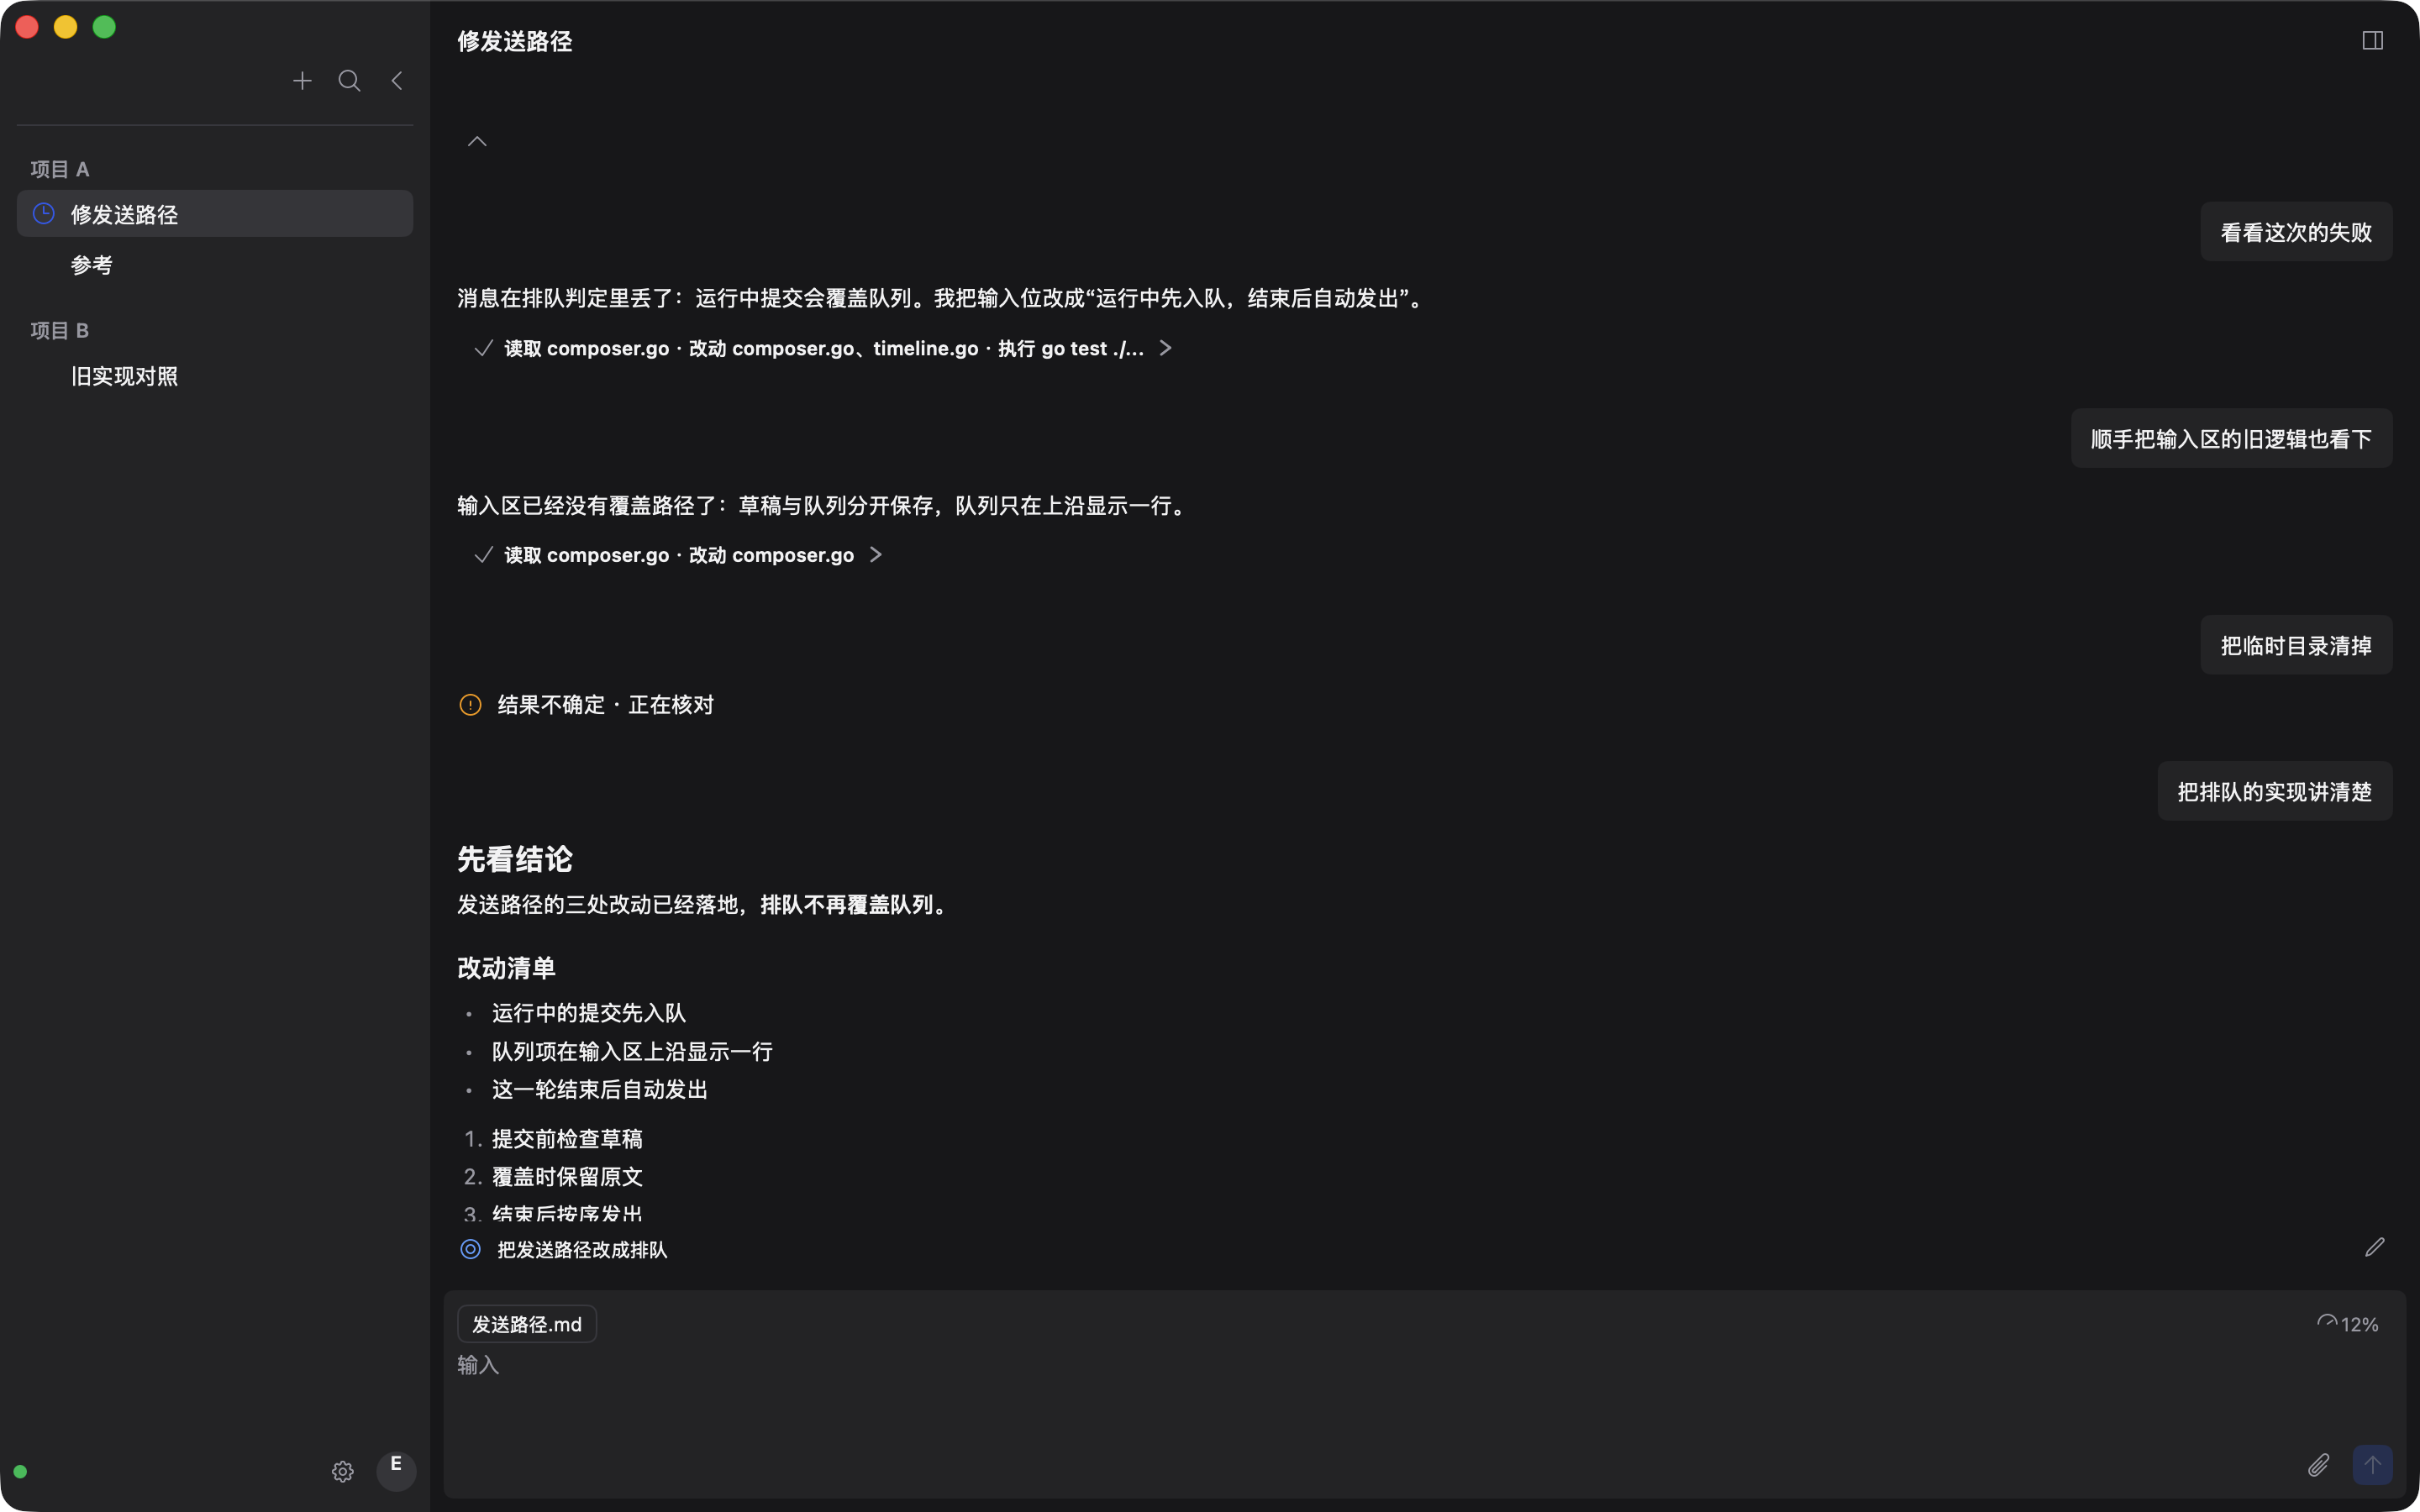 修发送路径
项目 A
修发送路径
参考
项目 B
旧实现对照
看看这次的失败
消息在排队判定里丢了：运行中提交会覆盖队列。我把输入位改成“运行中先入队，结束后自动发出”。
读取 composer.go · 改动 composer.go、timeline.go · 执行 go test ./...
顺手把输入区的旧逻辑也看下
输入区已经没有覆盖路径了：草稿与队列分开保存，队列只在上沿显示一行。
读取 composer.go · 改动 composer.go
把临时目录清掉
结果不确定 · 正在核对
把排队的实现讲清楚
先看结论
发送路径的三处改动已经落地，排队不再覆盖队列。
改动清单
• 运行中的提交先入队
• 队列项在输入区上沿显示一行
• 这一轮结束后自动发出
1. 提交前检查草稿
2. 覆盖时保留原文
3. 结束后按序发出
把发送路径改成排队
发送路径.md
12%
输入
E